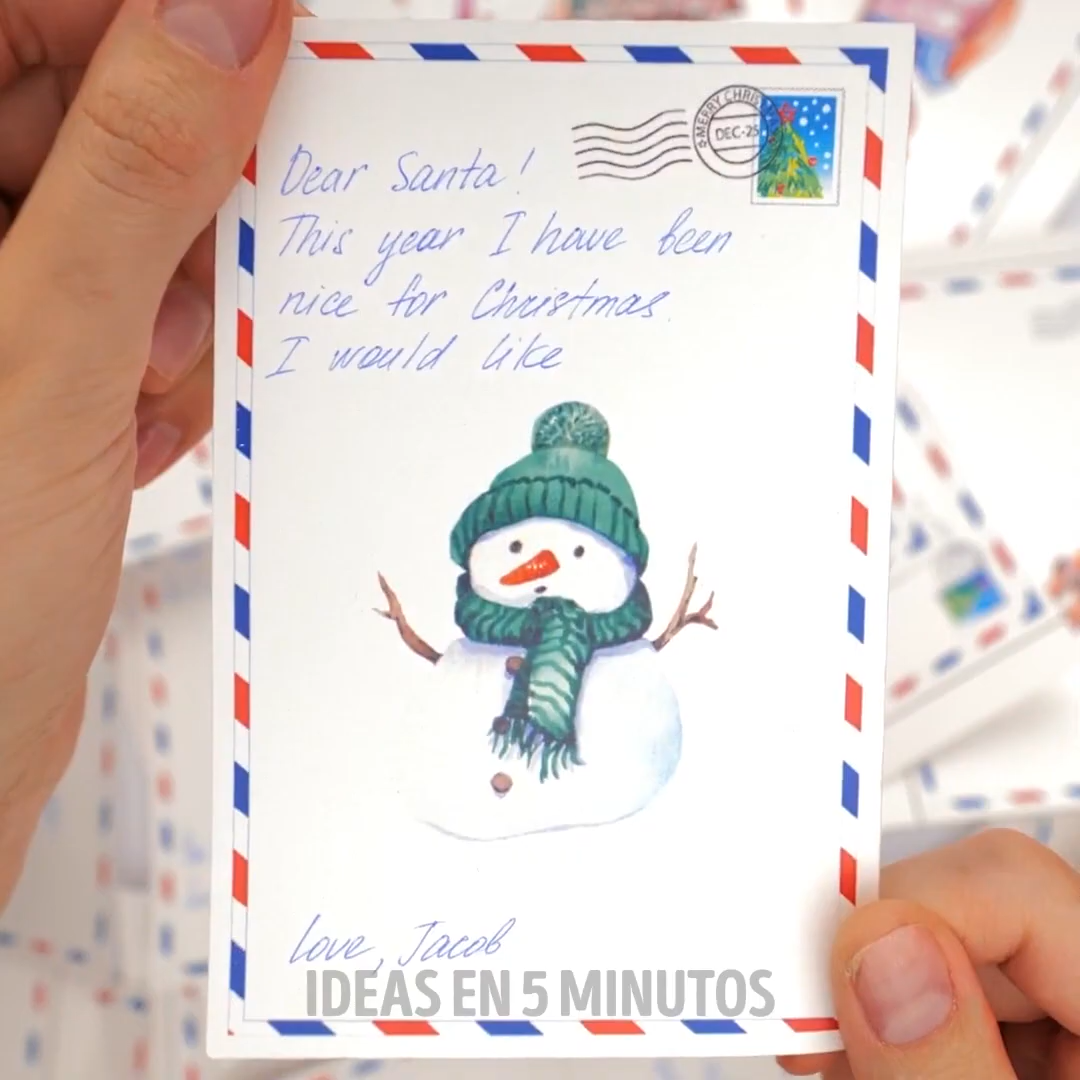 MERRY CHRIS
DEC-25
Dear Santa!
This year I have been
nice for Christmas.
I would like
Love, Jacob
IDEAS EN 5 MINUTOS